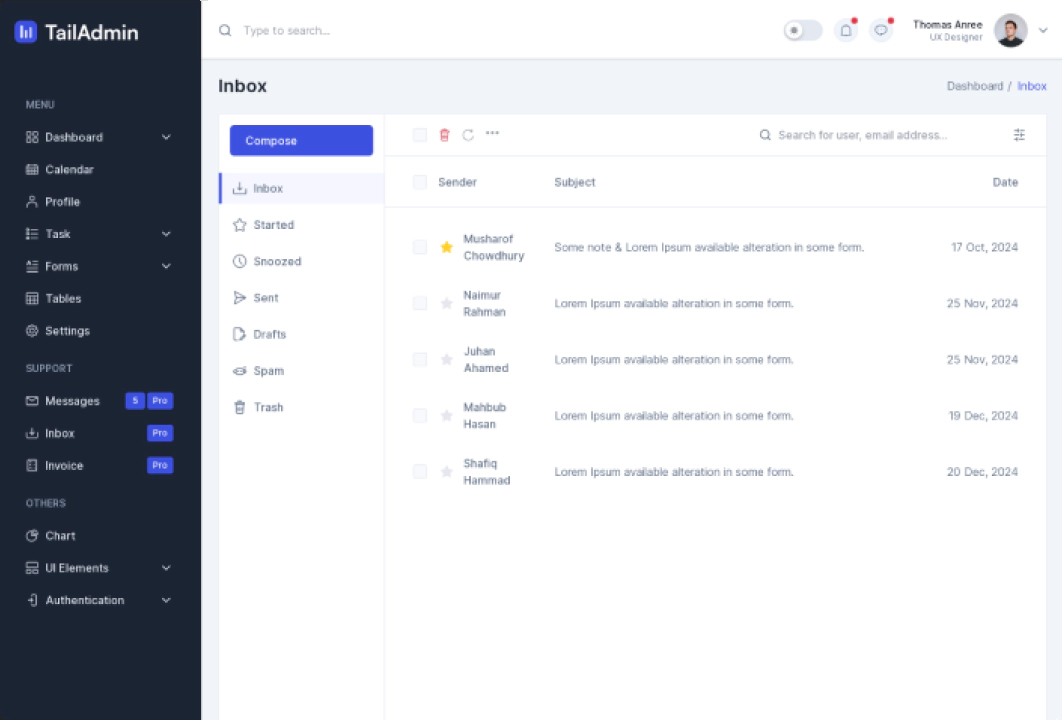 TailAdmin
MENU
Dashboard
Calendar
Profile
Task
Forms
Tables
Settings
SUPPORT
Messages 5 Pro
Inbox Pro
Invoice Pro
OTHERS
Chart
UI Elements
Authentication
Type to search...
Thomas Anree
UX Designer
Inbox
Dashboard / Inbox
Compose
Inbox
Started
Snoozed
Sent
Drafts
Spam
Trash
Search for user, email address...
Sender Subject Date
Musharof
Chowdhury
Some note & Lorem Ipsum available alteration in some form. 17 Oct, 2024
Naimur
Rahman
Lorem Ipsum available alteration in some form. 25 Nov, 2024
Juhan
Ahamed
Lorem Ipsum available alteration in some form. 25 Nov, 2024
Mahbub
Hasan
Lorem Ipsum available alteration in some form. 19 Dec, 2024
Shafiq
Hammad
Lorem Ipsum available alteration in some form. 20 Dec, 2024